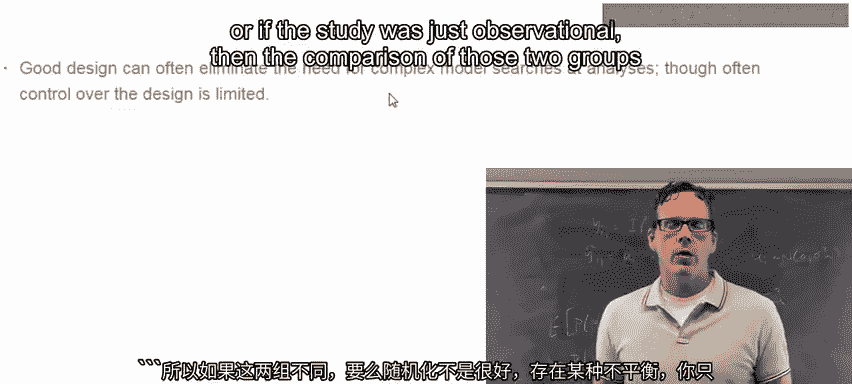 or if the study was just observational,
then the comparison of those two groups
· Good design can often eliminate the need for complex model searches at analyses; though often
control over the design is limited.
```所以如果这两组不同，要么随机化不是很好，存在某种不平衡，你只